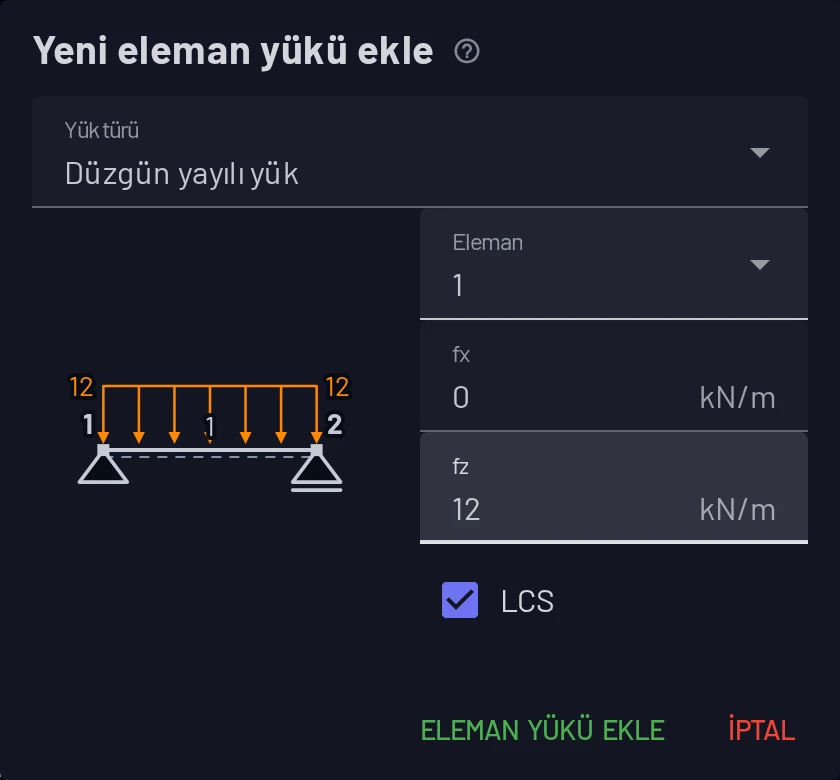 Yeni eleman yükü ekle ?
Yük türü
Düzgün yayılı yük
Eleman
1
fx
0 kN/m
fz
12 kN/m
12 12
1 1 2
LCS
ELEMAN YÜKÜ EKLE İPTAL